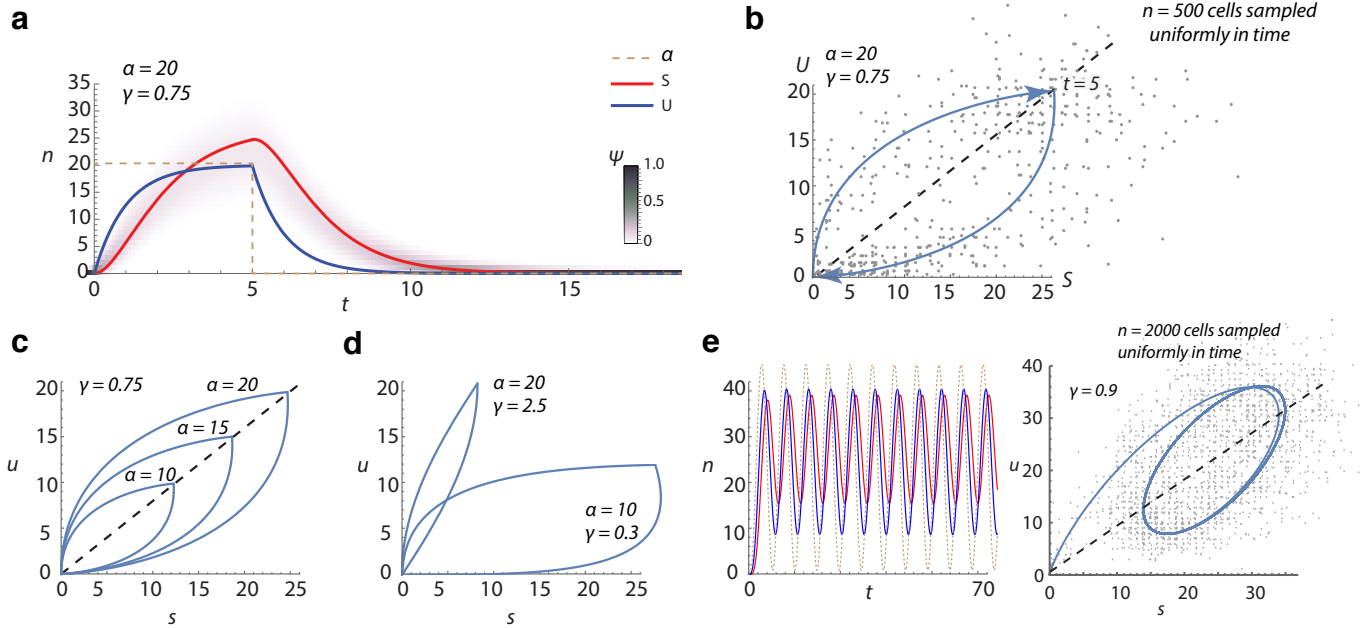 a
α = 20
γ = 0.75
n
35
30
25
20
15
10
5
0
0
5
10
15
t
α
S
U
ψ
1.0
0.5
0
b
n = 500 cells sampled
uniformly in time
α = 20
γ = 0.75
U
20
15
10
5
0
t = 5
0
5
10
15
20
25
S
c
γ = 0.75
α = 20
α = 15
α = 10
u
20
15
10
5
0
0
5
10
15
20
25
s
d
α = 20
γ = 2.5
α = 10
γ = 0.3
u
20
15
10
5
0
0
5
10
15
20
25
s
e
n
40
30
20
10
0
0
t
70
n = 2000 cells sampled
uniformly in time
γ = 0.9
u
40
30
20
10
0
0
10
20
30
s